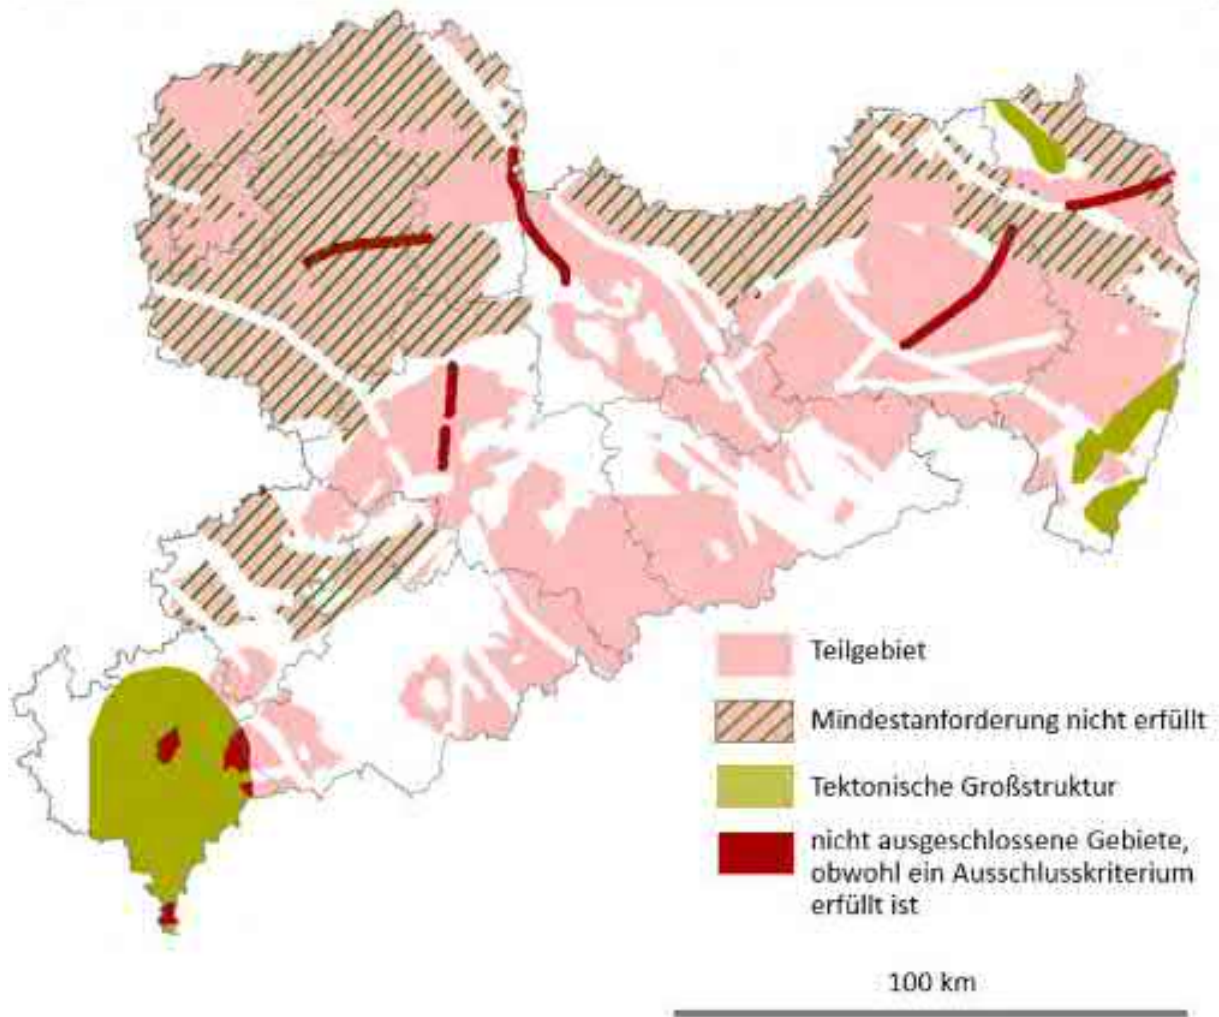 Teilgebiet
Mindestanforderung nicht erfüllt
Tektonische Großstruktur
nicht ausgeschlossene Gebiete,
obwohl ein Ausschlusskriterium
erfüllt ist
100 km